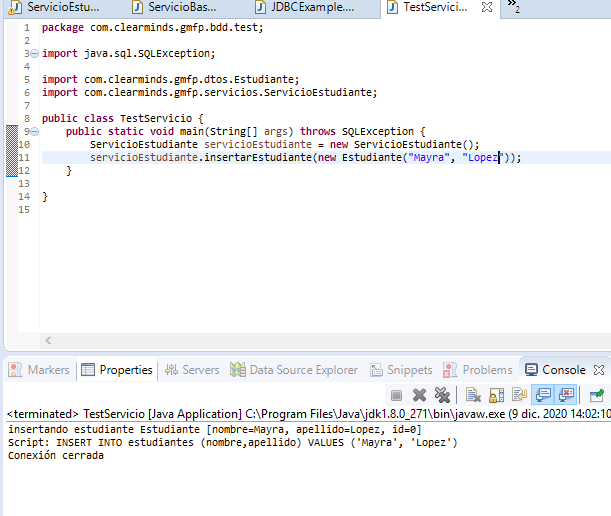 ServicioEstu... ServicioBas... JDBCExample.... TestServici... »2
1 package com.clearminds.gmfp.bdd.test;
2
3 import java.sql.SQLException;
4
5 import com.clearminds.gmfp.dtos.Estudiante;
6 import com.clearminds.gmfp.servicios.ServicioEstudiante;
7
8 public class TestServicio {
9 public static void main(String[] args) throws SQLException {
10 ServicioEstudiante servicioEstudiante = new ServicioEstudiante();
11 servicioEstudiante.insertarEstudiante(new Estudiante("Mayra", "Lopez"));
12 }
13
14 }
15
Markers Properties Servers Data Source Explorer Snippets Problems Console
<terminated> TestServicio [Java Application] C:\Program Files\Java\jdk1.8.0_271\bin\javaw.exe (9 dic. 2020 14:02:10
insertando estudiante Estudiante [nombre=Mayra, apellido=Lopez, id=0]
Script: INSERT INTO estudiantes (nombre,apellido) VALUES ('Mayra', 'Lopez')
Conexión cerrada